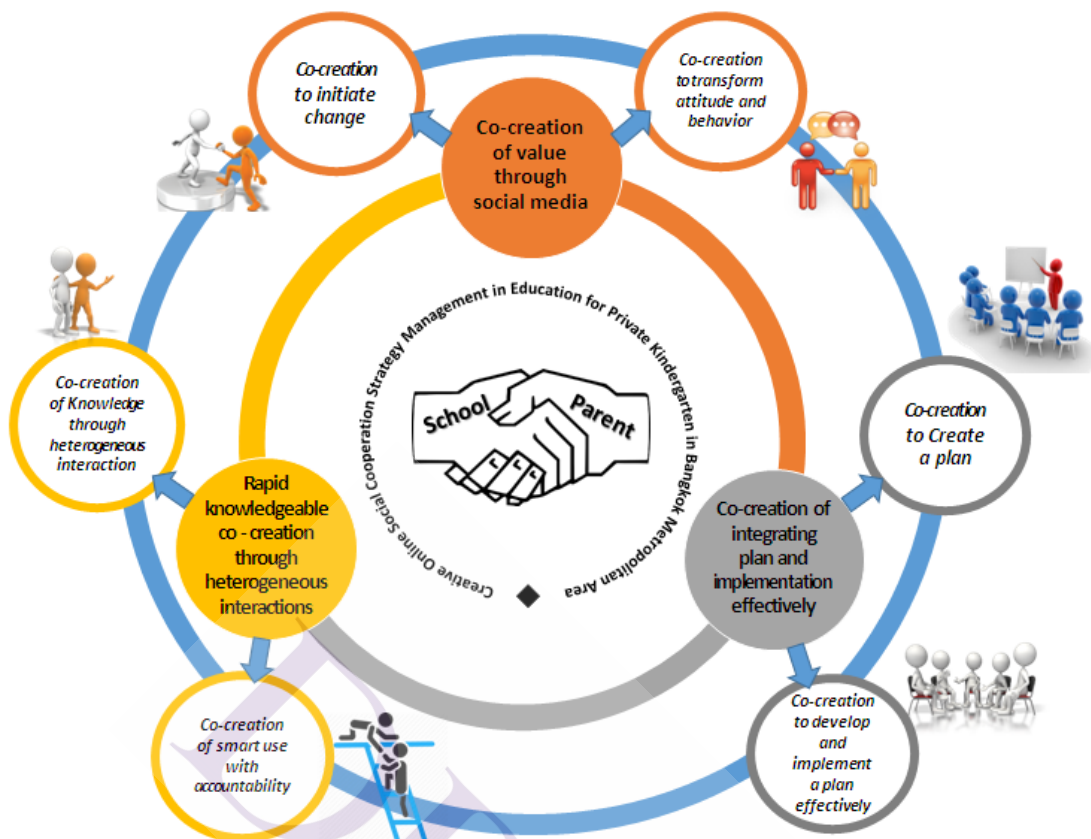 Co-creation
to initiate
change
Co-creation
to transform
attitude and
behavior
Co-creation
of value
through
social media
Creative Online Social Cooperation Strategy Management in Education for Private Kindergarten in Bangkok Metropolitan Area
School
Parent
Co-creation
of Knowledge
through
heterogeneous
interaction
Co-creation
to Create
a plan
Rapid
knowledgeable
co - creation
through
heterogeneous
interactions
Co-creation of
integrating
plan and
implementation
effectively
Co-creation
of smart use
with
accountability
Co-creation
to develop
and
implement
a plan
effectively